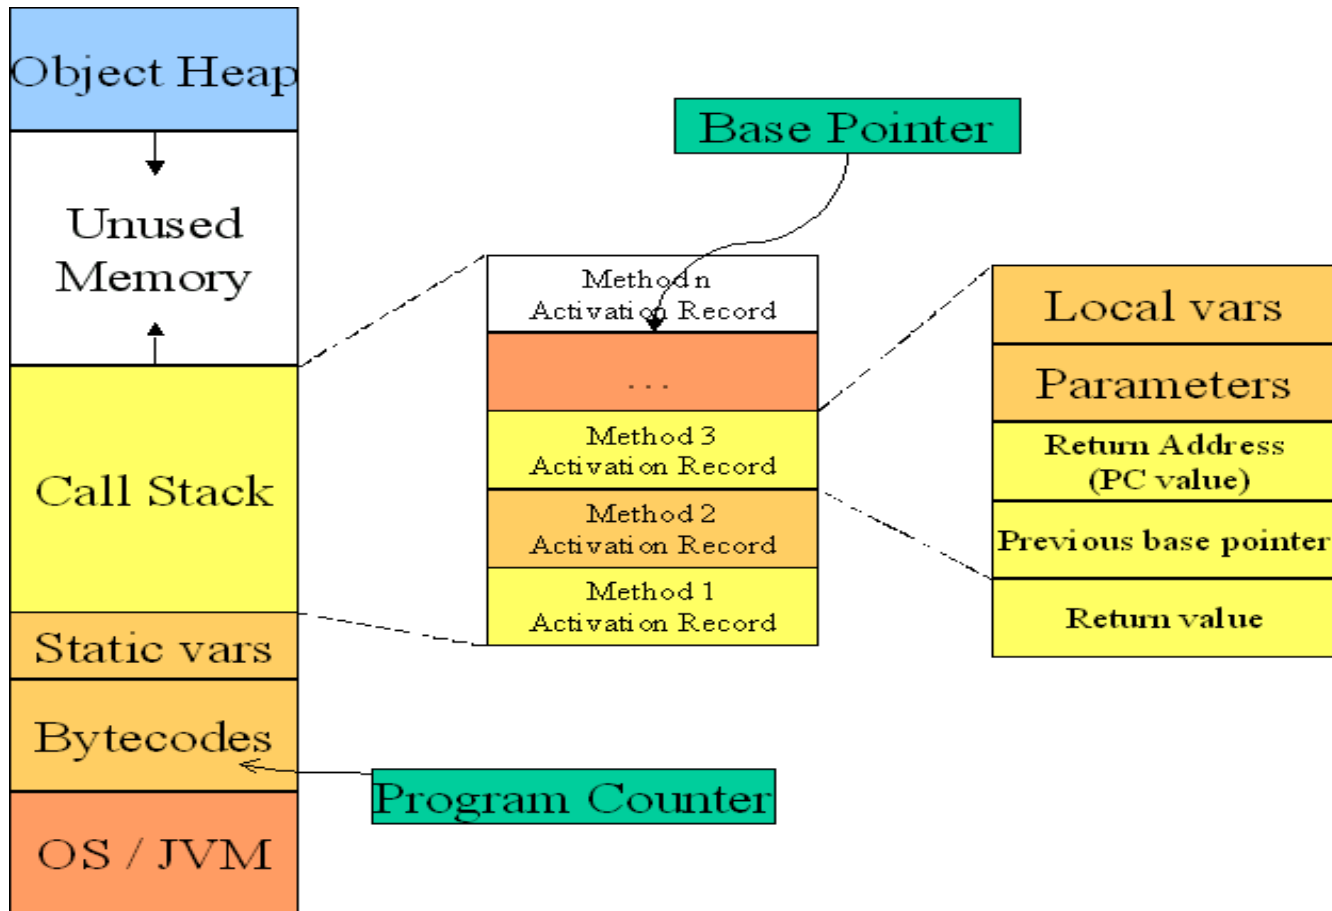 Object Heap
Unused
Memory
Call Stack
Static vars
Bytecodes
OS / JVM
Base Pointer
Method n
Activation Record
. . .
Method 3
Activation Record
Method 2
Activation Record
Method 1
Activation Record
Program Counter
Local vars
Parameters
Return Address
(PC value)
Previous base pointer
Return value